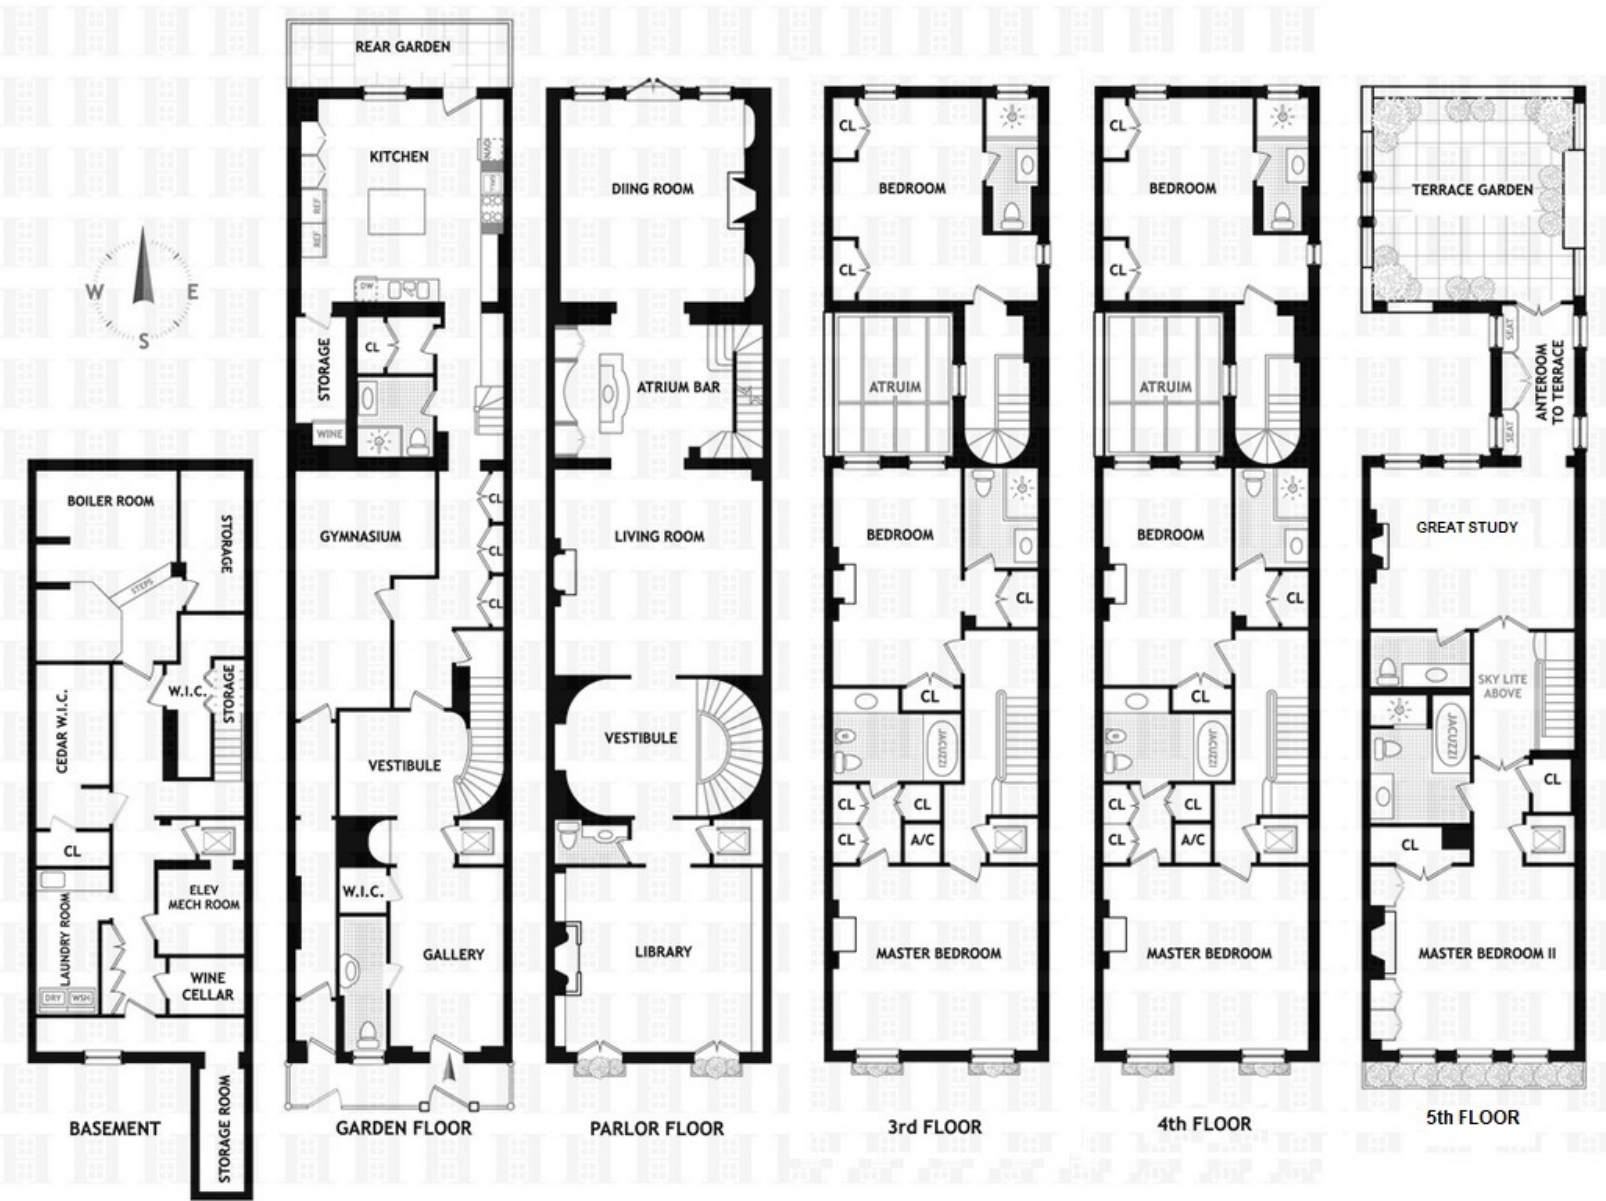 W
E
S
BOILER ROOM
STORAGE
STEPS
CEDAR W.I.C.
W.I.C.
STORAGE
CL
LAUNDRY ROOM
DRY
WSH
ELEV
MECH ROOM
WINE
CELLAR
STORAGE ROOM
BASEMENT
REAR GARDEN
KITCHEN
REF
REF
DW
STORAGE
CL
WINE
GYMNASIUM
CL
CL
CL
VESTIBULE
W.I.C.
GALLERY
GARDEN FLOOR
DIING ROOM
ATRIUM BAR
LIVING ROOM
VESTIBULE
LIBRARY
PARLOR FLOOR
CL
BEDROOM
CL
ATRUIM
BEDROOM
CL
CL
JACUZZI
CL
CL
CL
A/C
MASTER BEDROOM
3rd FLOOR
CL
BEDROOM
CL
ATRUIM
BEDROOM
CL
CL
JACUZZI
CL
CL
CL
A/C
MASTER BEDROOM
4th FLOOR
TERRACE GARDEN
SEAT
SEAT
ANTEROOM
TO TERRACE
GREAT STUDY
SKY LITE
ABOVE
JACUZZI
CL
CL
MASTER BEDROOM II
5th FLOOR